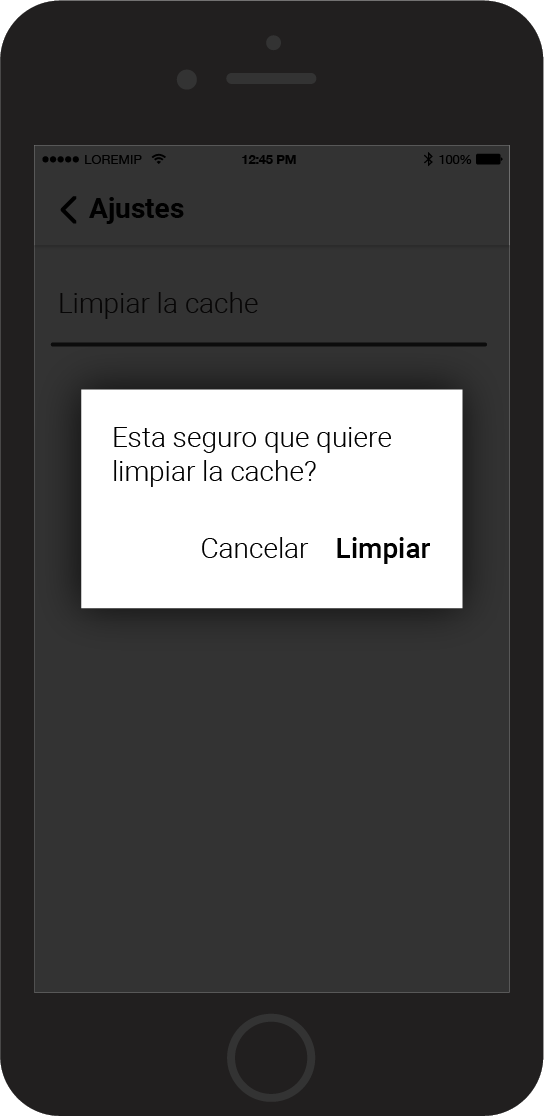 LOREMIP 12:45 PM 100%
Ajustes
Limpiar la cache
Esta seguro que quiere
limpiar la cache?
Cancelar Limpiar